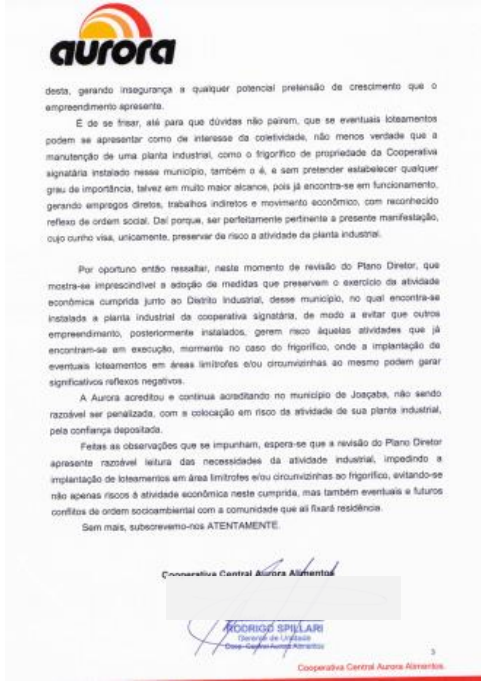 aurora
desta, gerando insegurança a qualquer potencial pretensão de crescimento que o
empreendimento apresente.
É de se frisar, até para que dúvidas não pairem, que se eventuais loteamentos
podem se apresentar como de interesse da coletividade, não menos verdade que a
manutenção de uma planta industrial, como o frigorífico de propriedade da Cooperativa
signatária instalado nesse município, também o é, e sem pretender estabelecer qualquer
grau de importância, talvez em muito maior alcance, pois já encontra-se em funcionamento,
gerando empregos diretos, trabalhos indiretos e movimento econômico, com reconhecido
reflexo de ordem social. Daí porque, ser perfeitamente pertinente a presente manifestação,
cujo cunho visa, unicamente, preservar de risco a atividade da planta industrial.
Por oportuno então ressaltar, neste momento de revisão do Plano Diretor, que
mostra-se imprescindível a adoção de medidas que preservem o exercício da atividade
econômica cumprida junto ao Distrito Industrial, desse município, no qual encontra-se
instalada a planta industrial da cooperativa signatária, de modo a evitar que outros
empreendimento, posteriormente instalados, gerem risco àquelas atividades que já
encontram-se em execução, mormente no caso do frigorífico, onde a implantação de
eventuais loteamentos em áreas limítrofes e/ou circunvizinhas ao mesmo podem gerar
significativos reflexos negativos.
A Aurora acreditou e continua acreditando no município de Joaçaba, não sendo
razoável ser penalizada, com a colocação em risco da atividade de sua planta industrial,
pela confiança depositada.
Feitas as observações que se impunham, espera-se que a revisão do Plano Diretor
apresente razoável leitura das necessidades da atividade industrial, impedindo a
implantação de loteamentos em área limítrofes e/ou circunvizinhas ao frigorífico, evitando-se
não apenas riscos à atividade econômica neste cumprida, mas também eventuais e futuros
conflitos de ordem socioambiental com a comunidade que ali fixará residência.
Sem mais, subscrevemo-nos ATENTAMENTE.
Cooperativa Central Aurora Alimentos
RODRIGO SPILLARI
Gerente de Unidade
Coop. Central Aurora Alimentos
3
Cooperativa Central Aurora Alimentos